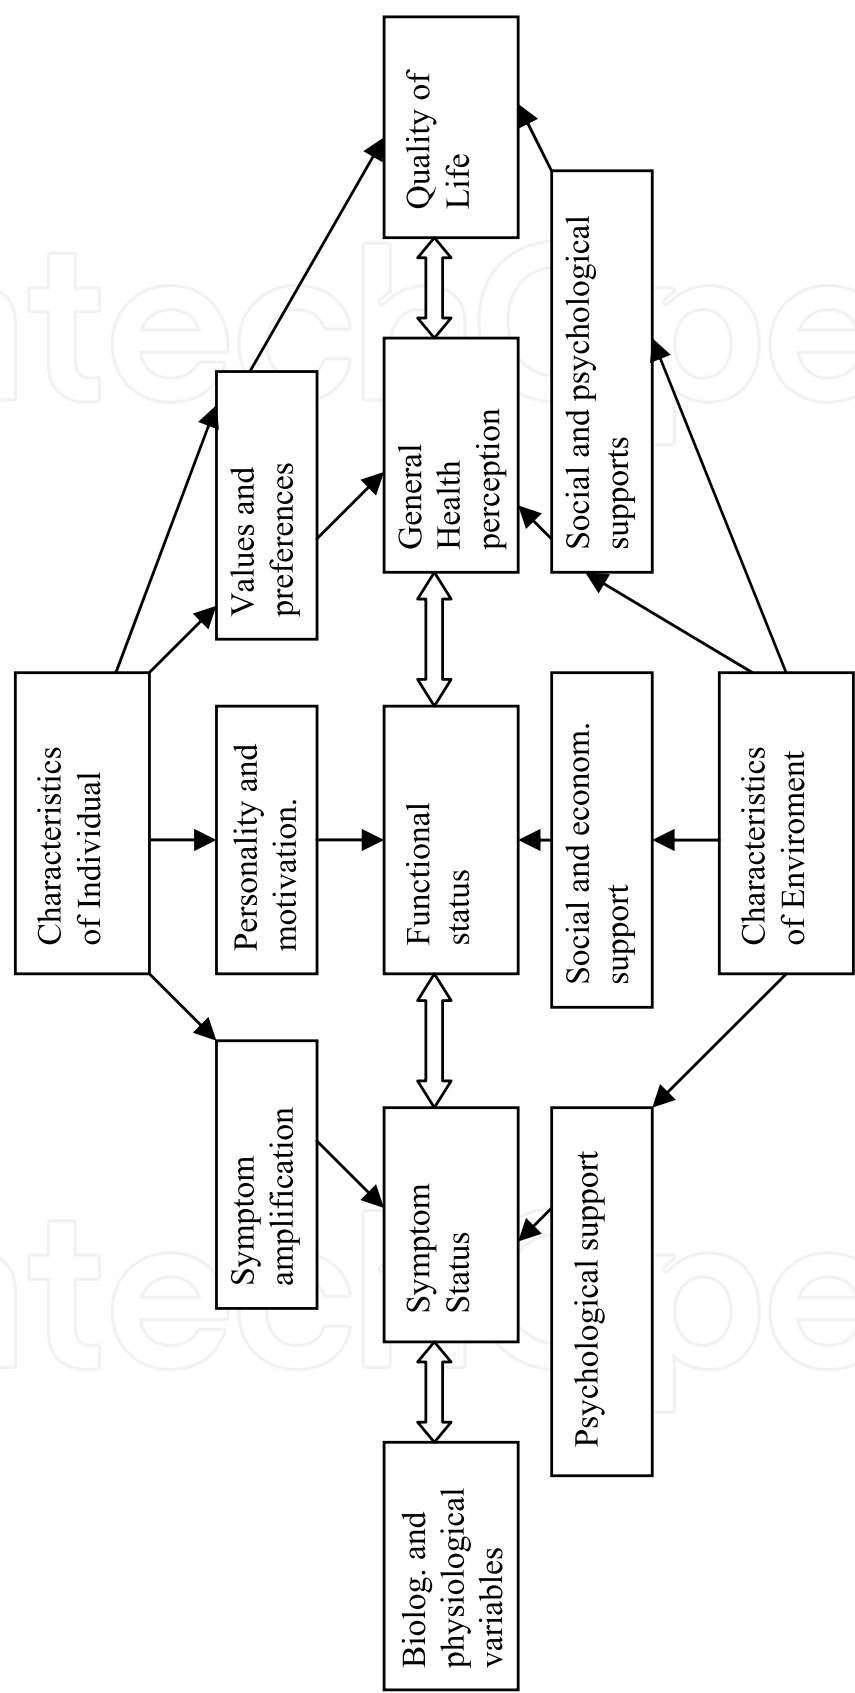 Characteristics
of Individual
Symptom
amplification
Personality and
motivation.
Values and
preferences
Biolog. and
physiological
variables
Symptom
Status
Functional
status
General
Health
perception
Quality of
Life
Psychological support
Social and econom.
support
Social and psychological
supports
Characteristics
of Enviroment